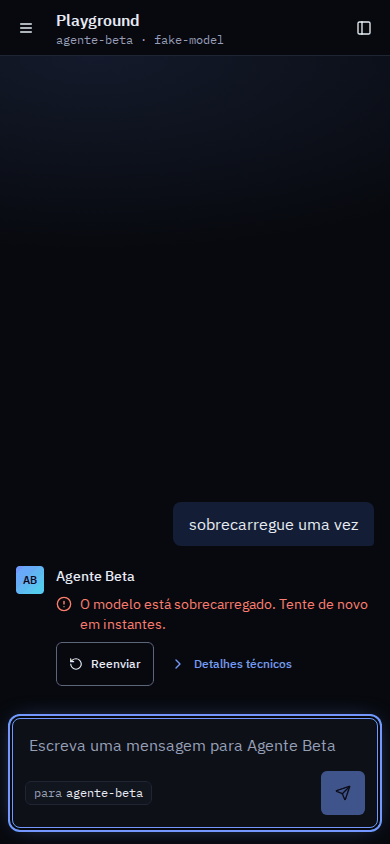 Playground
agente-beta · fake-model
sobrecarregue uma vez
AB
Agente Beta
O modelo está sobrecarregado. Tente de novo
em instantes.
Reenviar
Detalhes técnicos
Escreva uma mensagem para Agente Beta
para agente-beta